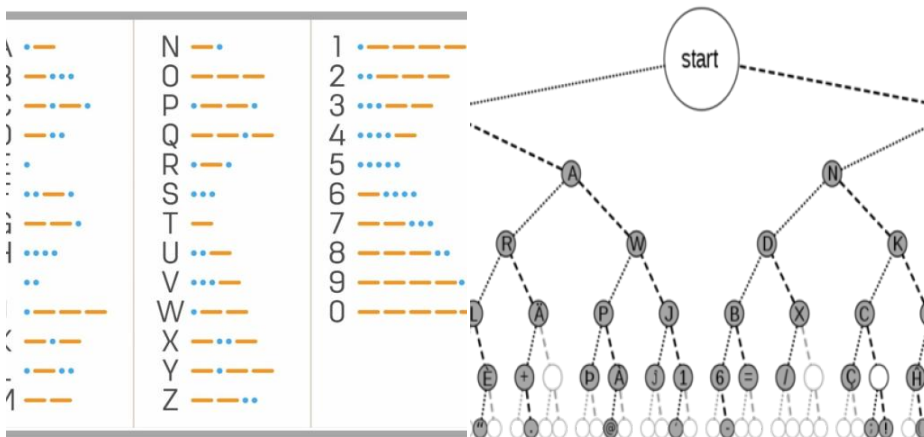 N 1
O 2
P 3
Q 4
R 5
S 6
T 7
U 8
V 9
W 0
X
Y
Z
start
A N
R W D K
Ä P J B X C
È + Þ À Ĵ 1 6 = / Ç
" . @ ' - ; !